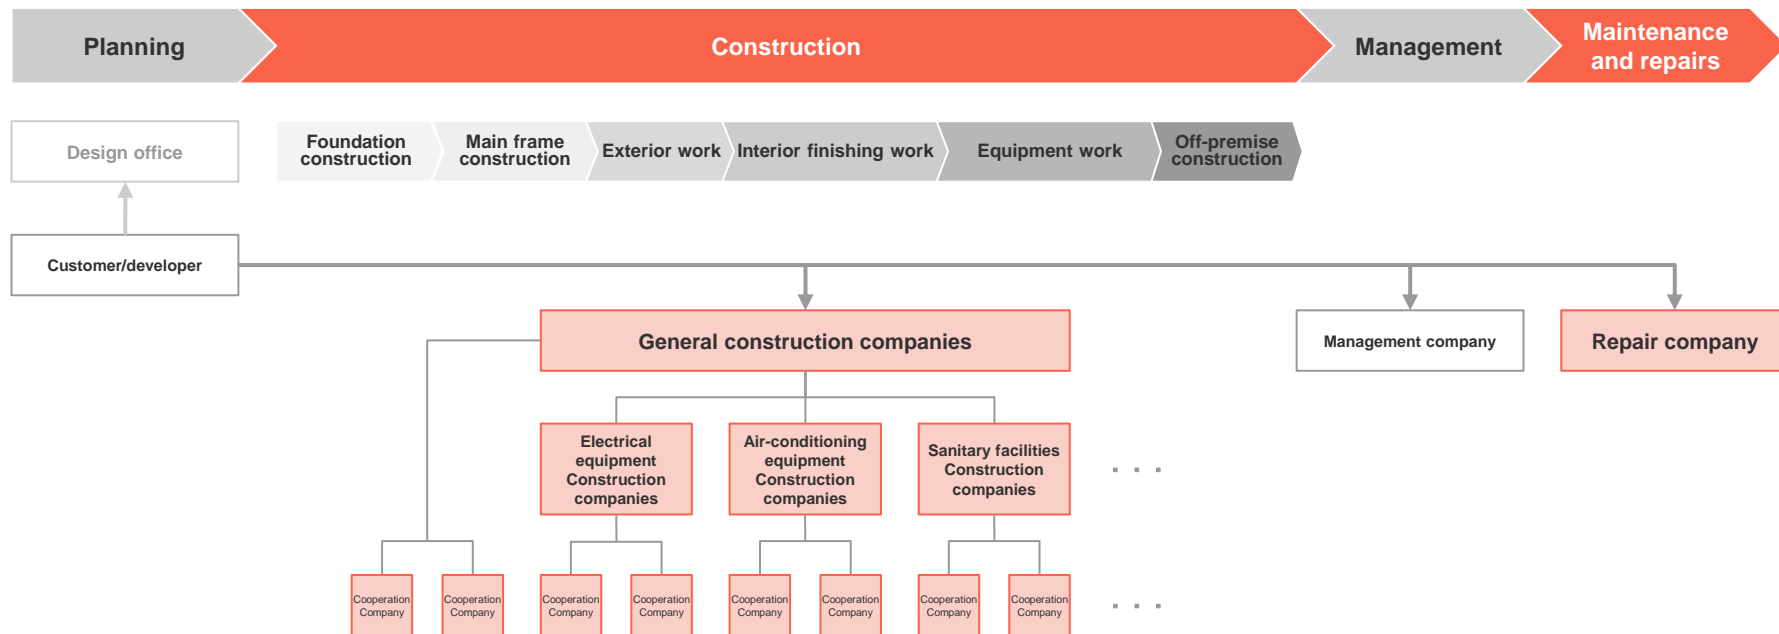 Planning
Construction
Management
Maintenance
and repairs
Design office
Foundation
construction
Main frame
construction
Exterior work
Interior finishing work
Equipment work
Off-premise
construction
Customer/developer
General construction companies
Management company
Repair company
Electrical
equipment
Construction
companies
Air-conditioning
equipment
Construction
companies
Sanitary facilities
Construction
companies
. . .
Cooperation
Company
Cooperation
Company
Cooperation
Company
Cooperation
Company
Cooperation
Company
Cooperation
Company
Cooperation
Company
Cooperation
Company
. . .